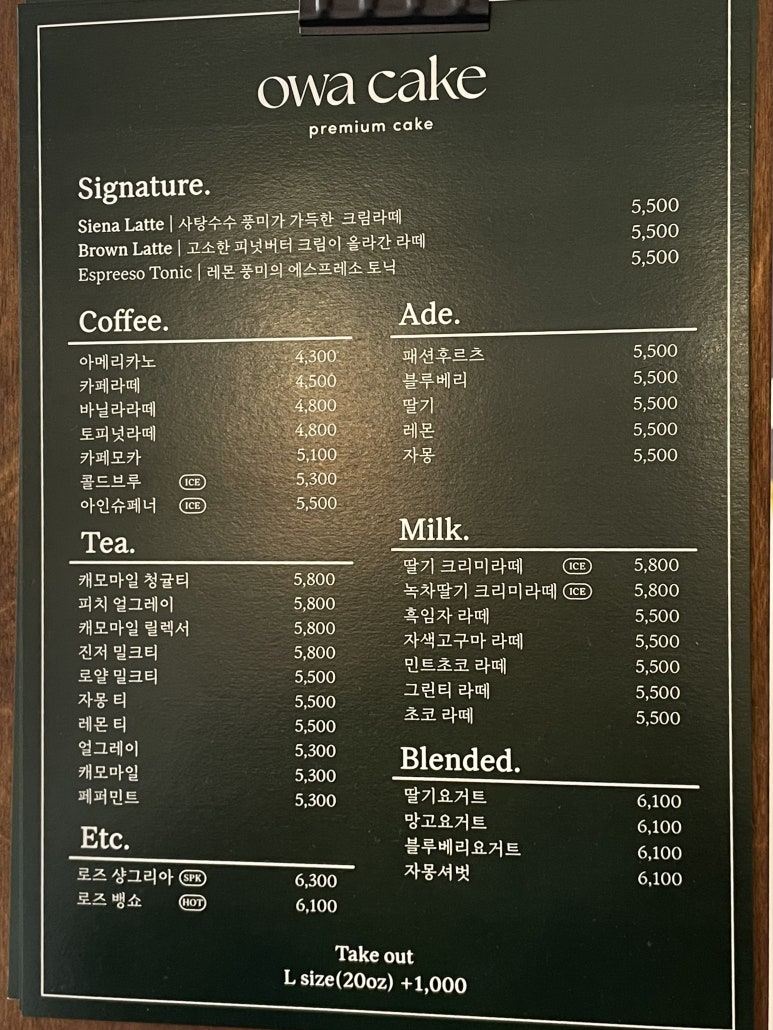 owa cake
premium cake
Signature.
Siena Latte | 사탕수수 풍미가 가득한 크림라떼 5,500
Brown Latte | 고소한 피넛버터 크림이 올라간 라떼 5,500
Espreeso Tonic | 레몬 풍미의 에스프레소 토닉 5,500
Coffee.
아메리카노 4,300
카페라떼 4,500
바닐라라떼 4,800
토피넛라떼 4,800
카페모카 5,100
콜드브루 ICE 5,300
아인슈페너 ICE 5,500
Tea.
캐모마일 청귤티 5,800
피치 얼그레이 5,800
캐모마일 릴렉서 5,800
진저 밀크티 5,800
로얄 밀크티 5,500
자몽 티 5,500
레몬 티 5,500
얼그레이 5,300
캐모마일 5,300
페퍼민트 5,300
Etc.
로즈 샹그리아 SPK 6,300
로즈 뱅쇼 HOT 6,100
Ade.
패션후르츠 5,500
블루베리 5,500
딸기 5,500
레몬 5,500
자몽 5,500
Milk.
딸기 크리미라떼 ICE 5,800
녹차딸기 크리미라떼 ICE 5,800
흑임자 라떼 5,500
자색고구마 라떼 5,500
민트초코 라떼 5,500
그린티 라떼 5,500
초코 라떼 5,500
Blended.
딸기요거트 6,100
망고요거트 6,100
블루베리요거트 6,100
자몽셔벗 6,100
Take out
L size(20oz) +1,000